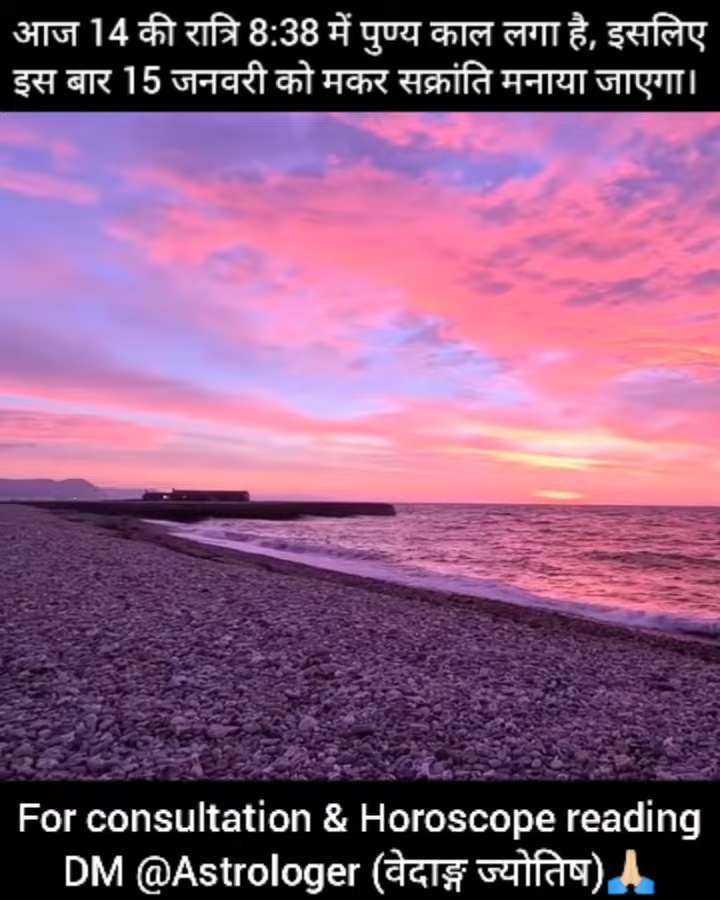 आज 14 की रात्रि 8:38 में पुण्य काल लगा है, इसलिए
इस बार 15 जनवरी को मकर सक्रांति मनाया जाएगा।
For consultation & Horoscope reading
DM @Astrologer (वेदाङ्ग ज्योतिष)🙏🏼